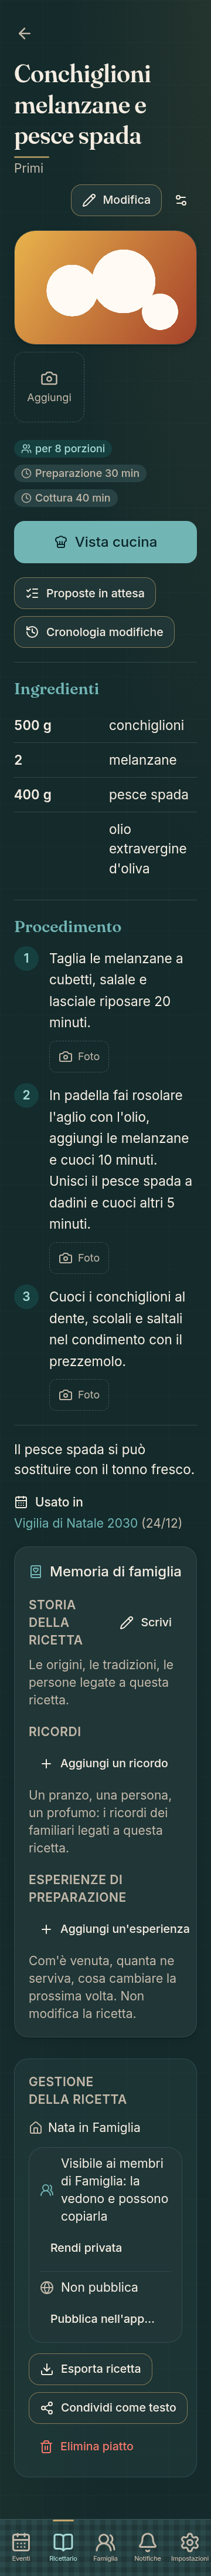 Conchiglioni
melanzane e
pesce spada
Primi
Modifica
Aggiungi
per 8 porzioni
Preparazione 30 min
Cottura 40 min
Vista cucina
Proposte in attesa
Cronologia modifiche
Ingredienti
500 g conchiglioni
2 melanzane
400 g pesce spada
olio
extravergine
d'oliva
Procedimento
1 Taglia le melanzane a
cubetti, salale e
lasciale riposare 20
minuti.
Foto
2 In padella fai rosolare
l'aglio con l'olio,
aggiungi le melanzane
e cuoci 10 minuti.
Unisci il pesce spada a
dadini e cuoci altri 5
minuti.
Foto
3 Cuoci i conchiglioni al
dente, scolali e saltali
nel condimento con il
prezzemolo.
Foto
Il pesce spada si può
sostituire con il tonno fresco.
Usato in
Vigilia di Natale 2030 (24/12)
Memoria di famiglia
STORIA
DELLA
RICETTA
Scrivi
Le origini, le tradizioni, le
persone legate a questa
ricetta.
RICORDI
Aggiungi un ricordo
Un pranzo, una persona,
un profumo: i ricordi dei
familiari legati a questa
ricetta.
ESPERIENZE DI
PREPARAZIONE
Aggiungi un'esperienza
Com'è venuta, quanta ne
serviva, cosa cambiare la
prossima volta. Non
modifica la ricetta.
GESTIONE
DELLA RICETTA
Nata in Famiglia
Visibile ai membri
di Famiglia: la
vedono e possono
copiarla
Rendi privata
Non pubblica
Pubblica nell'app…
Esporta ricetta
Condividi come testo
Elimina piatto
Eventi Ricettario Famiglia Notifiche Impostazioni